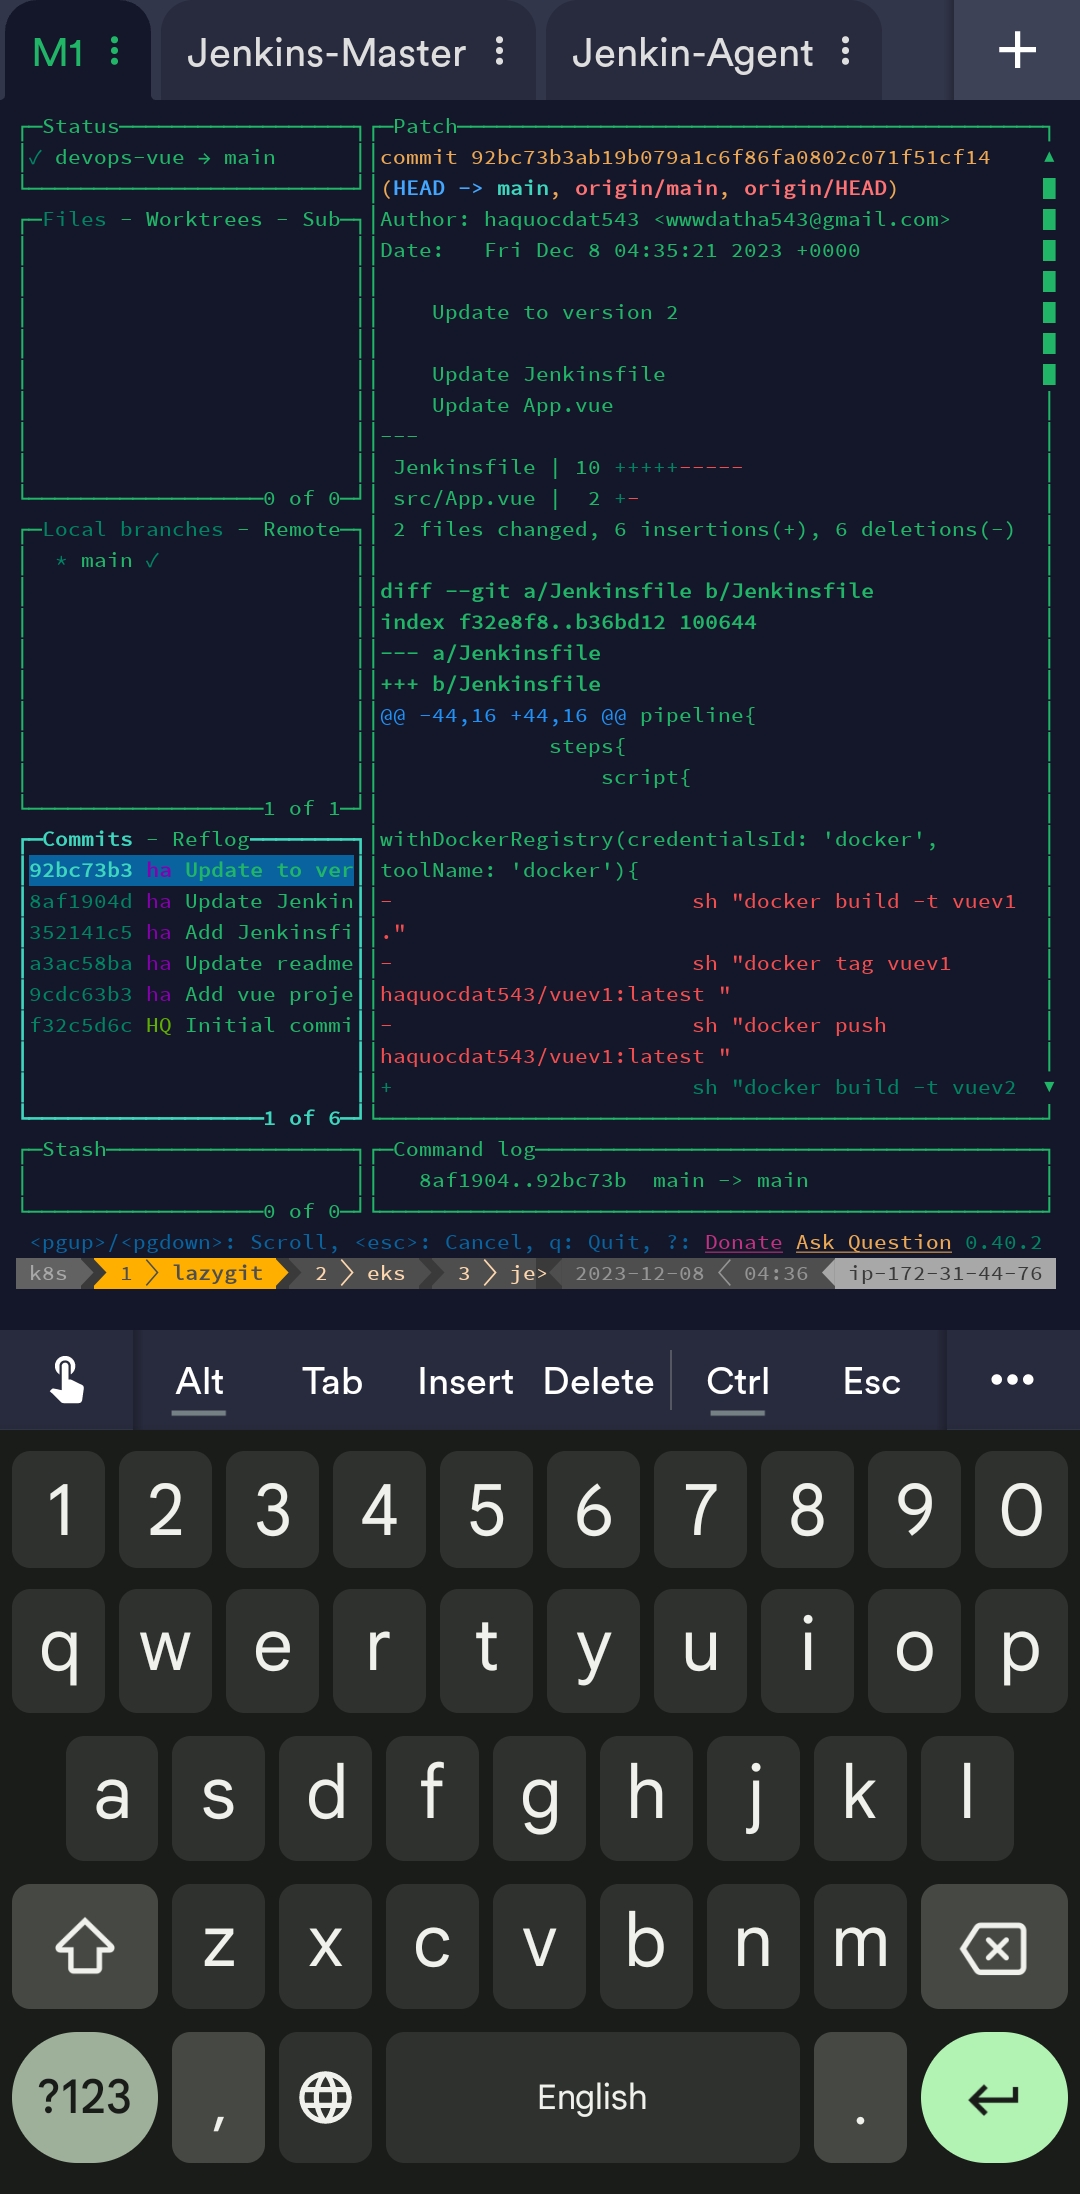 M1
Jenkins-Master
Jenkin-Agent
+
Status
✓ devops-vue → main
Files - Worktrees - Sub
0 of 0
Local branches - Remote
* main ✓
1 of 1
Commits - Reflog
92bc73b3 ha Update to ver
8af1904d ha Update Jenkin
352141c5 ha Add Jenkinsfi
a3ac58ba ha Update readme
9cdc63b3 ha Add vue proje
f32c5d6c HQ Initial commi
1 of 6
Stash
0 of 0
Patch
commit 92bc73b3ab19b079a1c6f86fa0802c071f51cf14
(HEAD -> main, origin/main, origin/HEAD)
Author: haquocdat543 <wwwdatha543@gmail.com>
Date:   Fri Dec 8 04:35:21 2023 +0000
Update to version 2
Update Jenkinsfile
Update App.vue
---
Jenkinsfile | 10 +++++-----
src/App.vue |  2 +-
2 files changed, 6 insertions(+), 6 deletions(-)
diff --git a/Jenkinsfile b/Jenkinsfile
index f32e8f8..b36bd12 100644
--- a/Jenkinsfile
+++ b/Jenkinsfile
@@ -44,16 +44,16 @@ pipeline{
steps{
script{
withDockerRegistry(credentialsId: 'docker',
toolName: 'docker'){
- sh "docker build -t vuev1
."
- sh "docker tag vuev1
haquocdat543/vuev1:latest "
- sh "docker push
haquocdat543/vuev1:latest "
+ sh "docker build -t vuev2
Command log
8af1904..92bc73b  main -> main
<pgup>/<pgdown>: Scroll, <esc>: Cancel, q: Quit, ?: Donate Ask Question 0.40.2
k8s 1 lazygit 2 eks 3 je> 2023-12-08 04:36 ip-172-31-44-76
Alt Tab Insert Delete Ctrl Esc •••
1 2 3 4 5 6 7 8 9 0
q w e r t y u i o p
a s d f g h j k l
z x c v b n m
?123 , English .